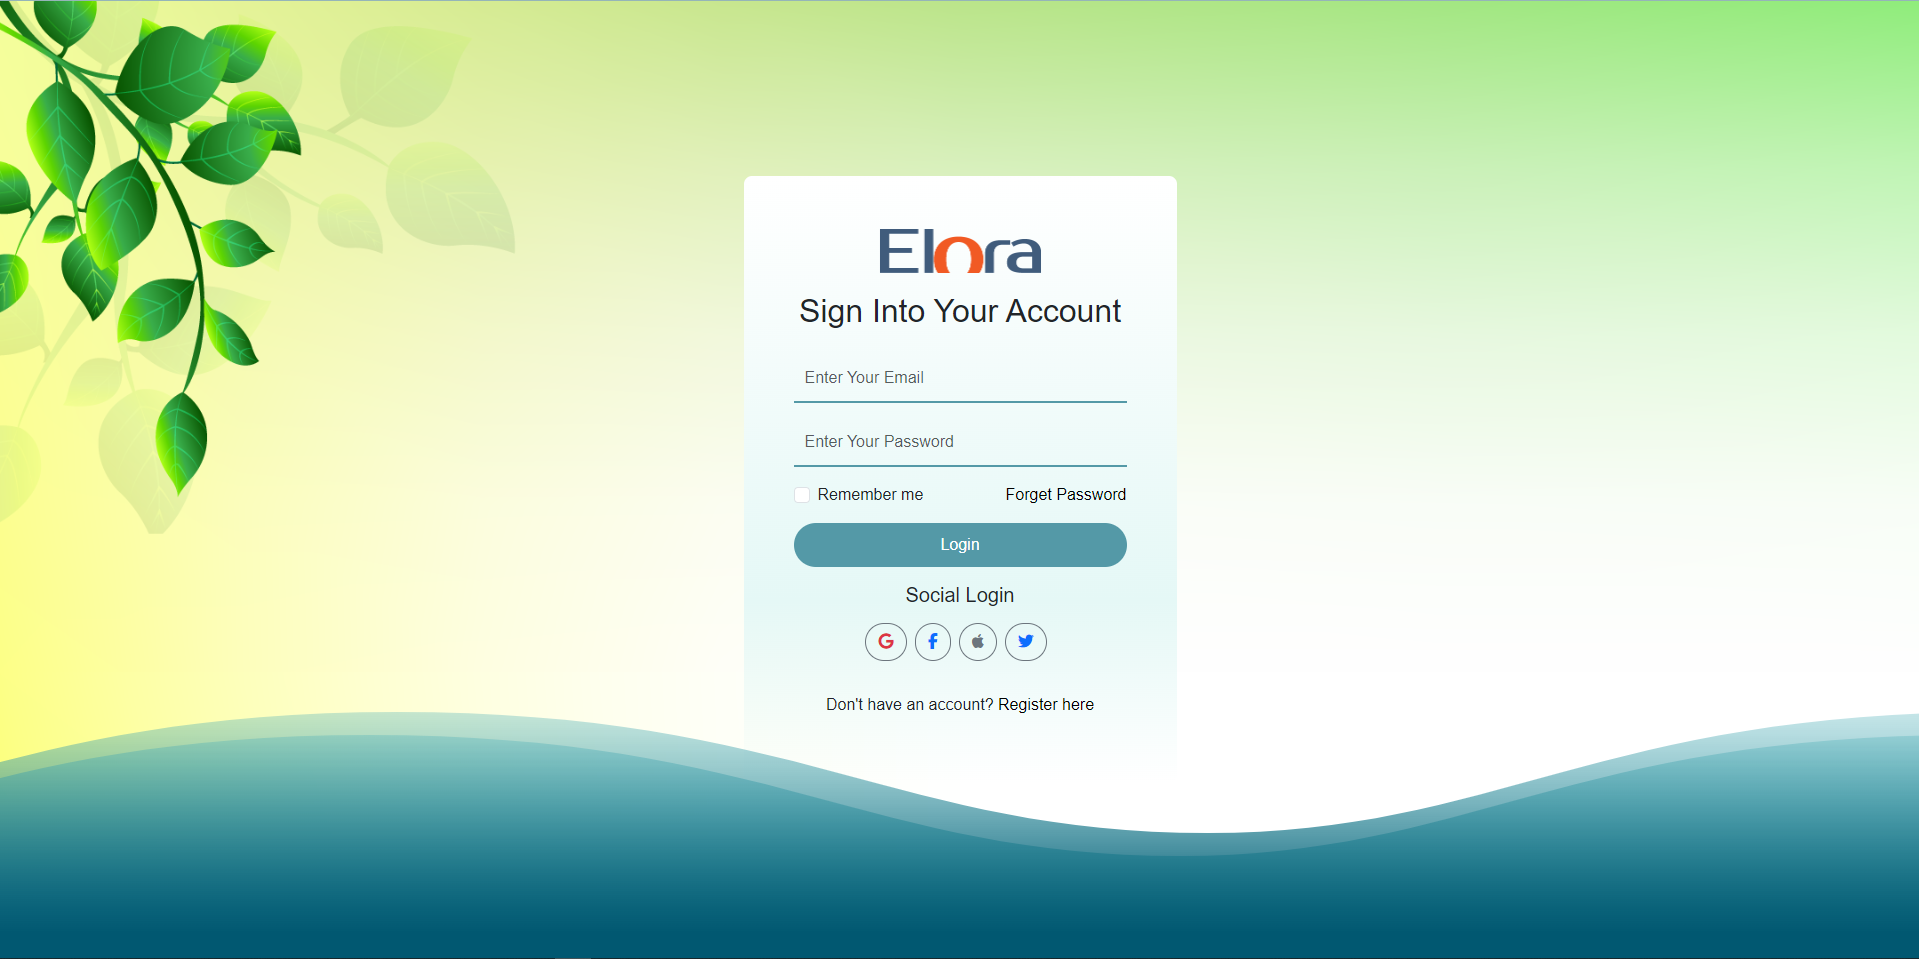 Elora
Sign Into Your Account
Enter Your Email
Enter Your Password
Remember me Forget Password
Login
Social Login
Don't have an account? Register here